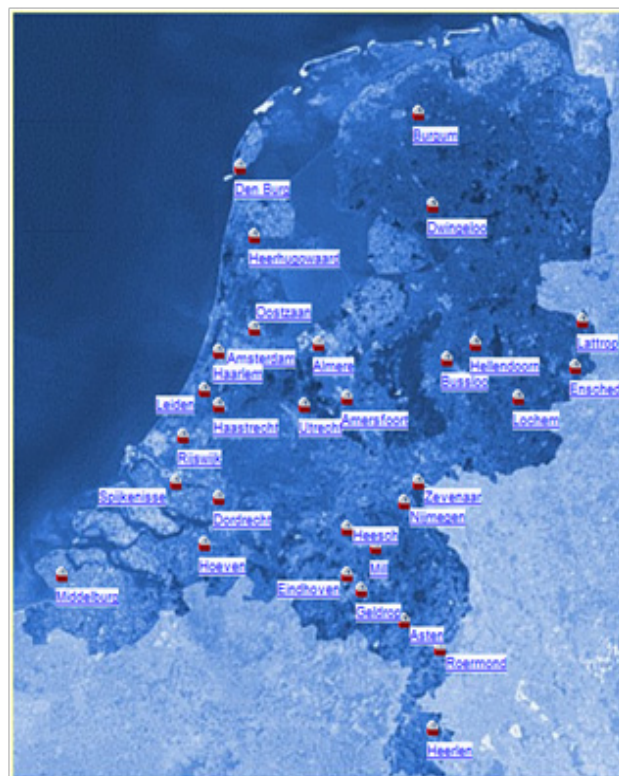 Burgum
Den Burg
Dwingeloo
Heerhugowaard
Oostzaan
Lattrop
Amsterdam
Almere
Hellendoorn
Haarlem
Bussloo
Enschede
Leiden
Haastrecht
Utrecht
Amersfoort
Lochem
Rijswijk
Spijkenisse
Zevenaar
Dordrecht
Nijmegen
Heesch
Hoeven
Mill
Middelburg
Eindhoven
Geldrop
Asten
Roermond
Heerlen